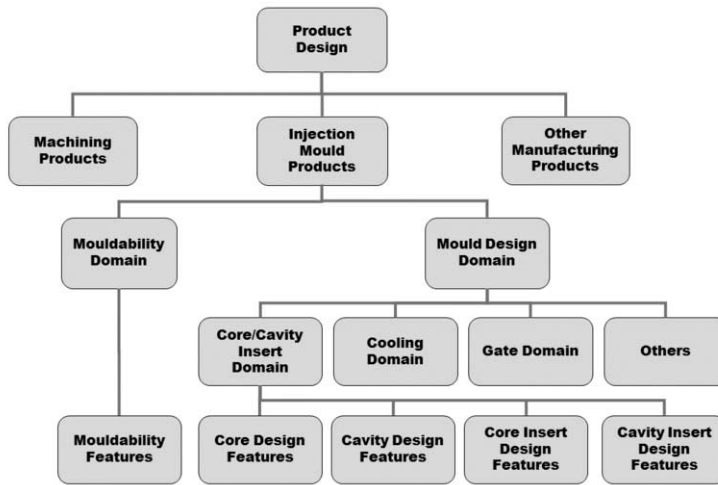 Product
Design
Machining
Products
Injection
Mould
Products
Other
Manufacturing
Products
Mouldability
Domain
Mould Design
Domain
Core/Cavity
Insert
Domain
Cooling
Domain
Gate Domain
Others
Mouldability
Features
Core Design
Features
Cavity Design
Features
Core Insert
Design
Features
Cavity Insert
Design
Features